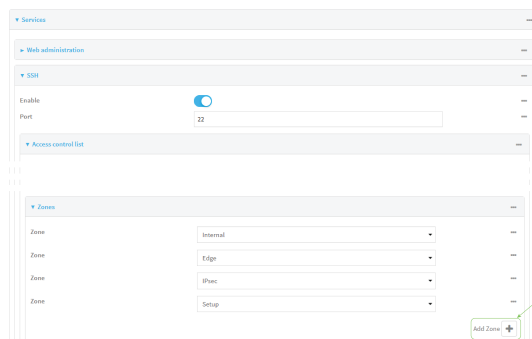 Services
Web administration
SSH
Enable
Port 22
Access control list
Zones
Zone Internal
Zone Edge
Zone IPsec
Zone Setup
Add Zone